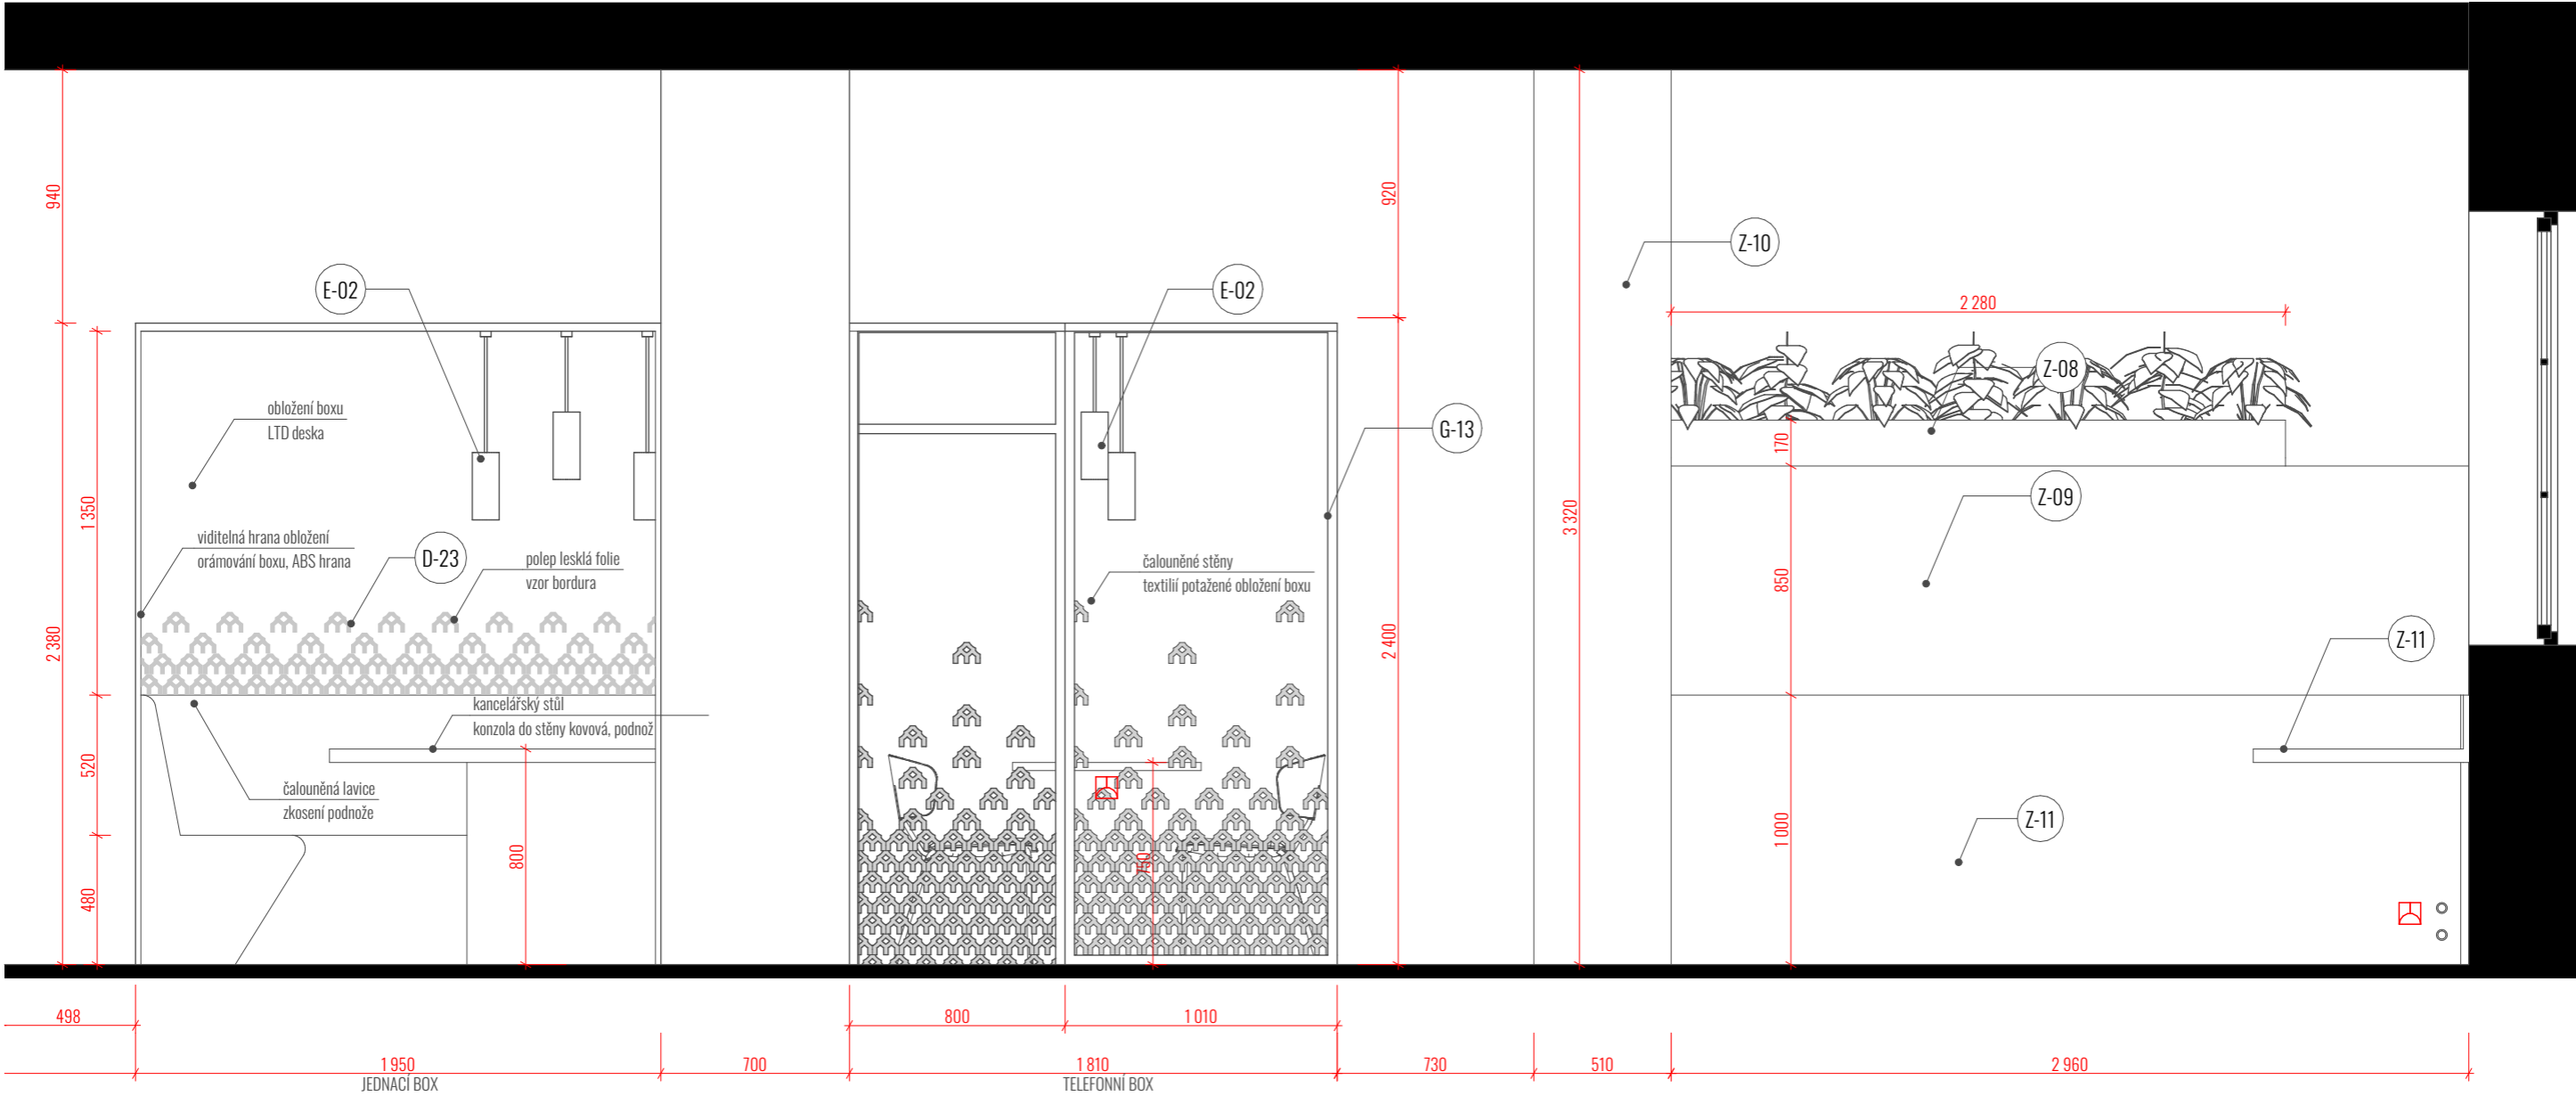 940
920
Z-10
E-02
E-02
2 280
Z-08
obložení boxu
LTD deska
G-13
170
1 350
Z-09
3 320
viditelná hrana obložení
orámování boxu, ABS hrana
D-23
polep lesklá folie
vzor bordura
čalouněné stěny
textilií potažené obložení boxu
850
2 380
2 400
Z-11
kancelářský stůl
konzola do stěny kovová, podnož
520
čalouněná lavice
zkosení podnože
Z-11
1 000
800
750
480
498
800
1 010
1 950
700
1 810
730
510
2 960
JEDNACÍ BOX
TELEFONNÍ BOX